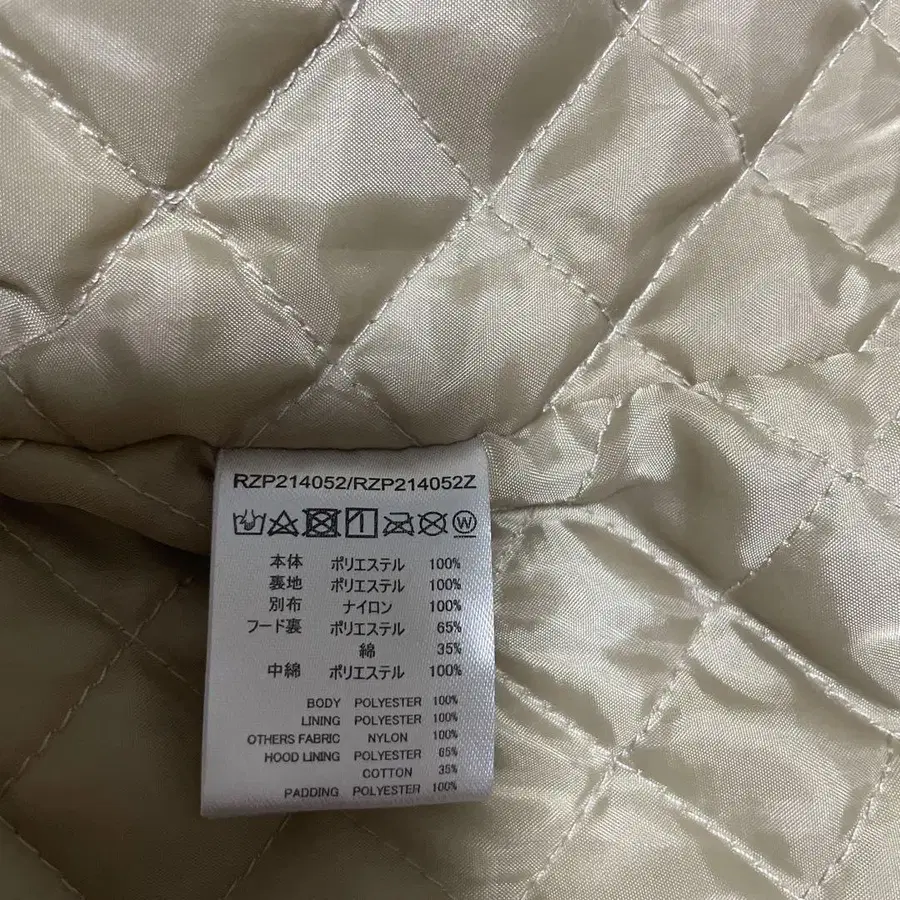 RZP214052/RZP214052Z
本体 ポリエステル 100%
裏地 ポリエステル 100%
別布 ナイロン 100%
フード裏 ポリエステル 65%
綿 35%
中綿 ポリエステル 100%
BODY POLYESTER 100%
LINING POLYESTER 100%
OTHERS FABRIC NYLON 100%
HOOD LINING POLYESTER 65%
COTTON 35%
PADDING POLYESTER 100%